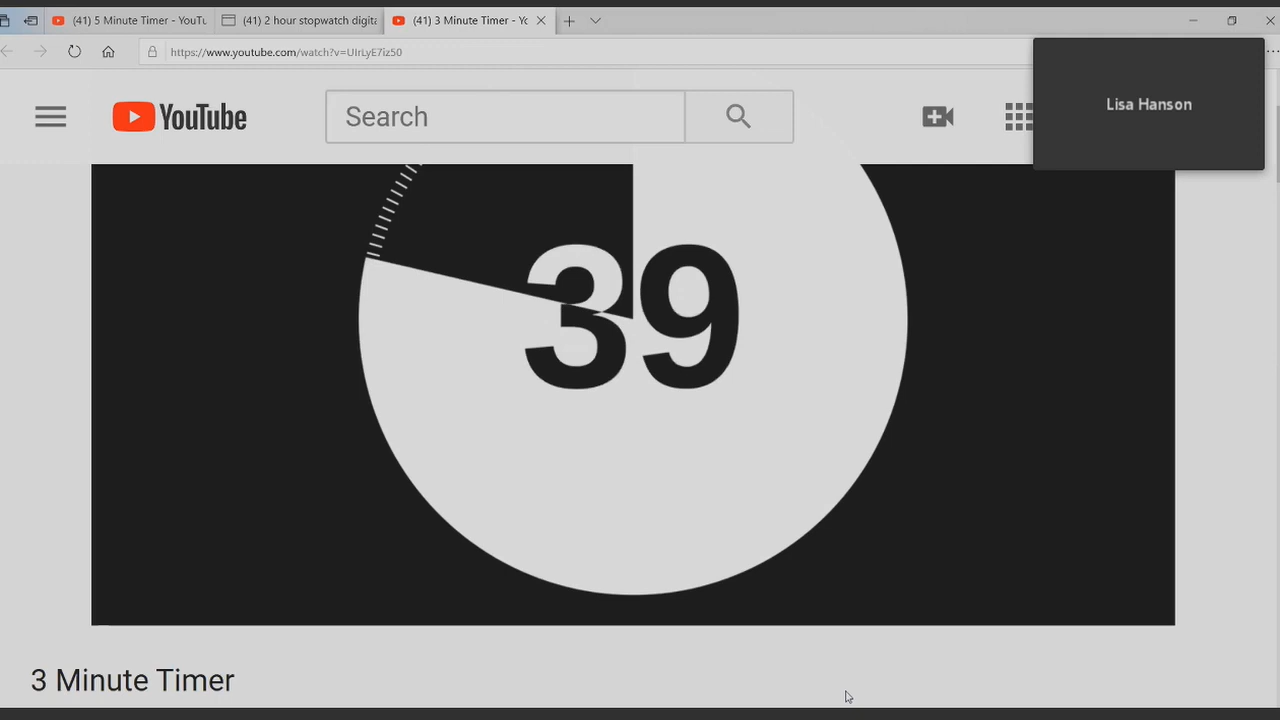 (41) 5 Minute Timer - YouTu
(41) 2 hour stopwatch digita
(41) 3 Minute Timer - Yo
https://www.youtube.com/watch?v=UIrLyE7iz50
YouTube
Search
Lisa Hanson
39
3 Minute Timer